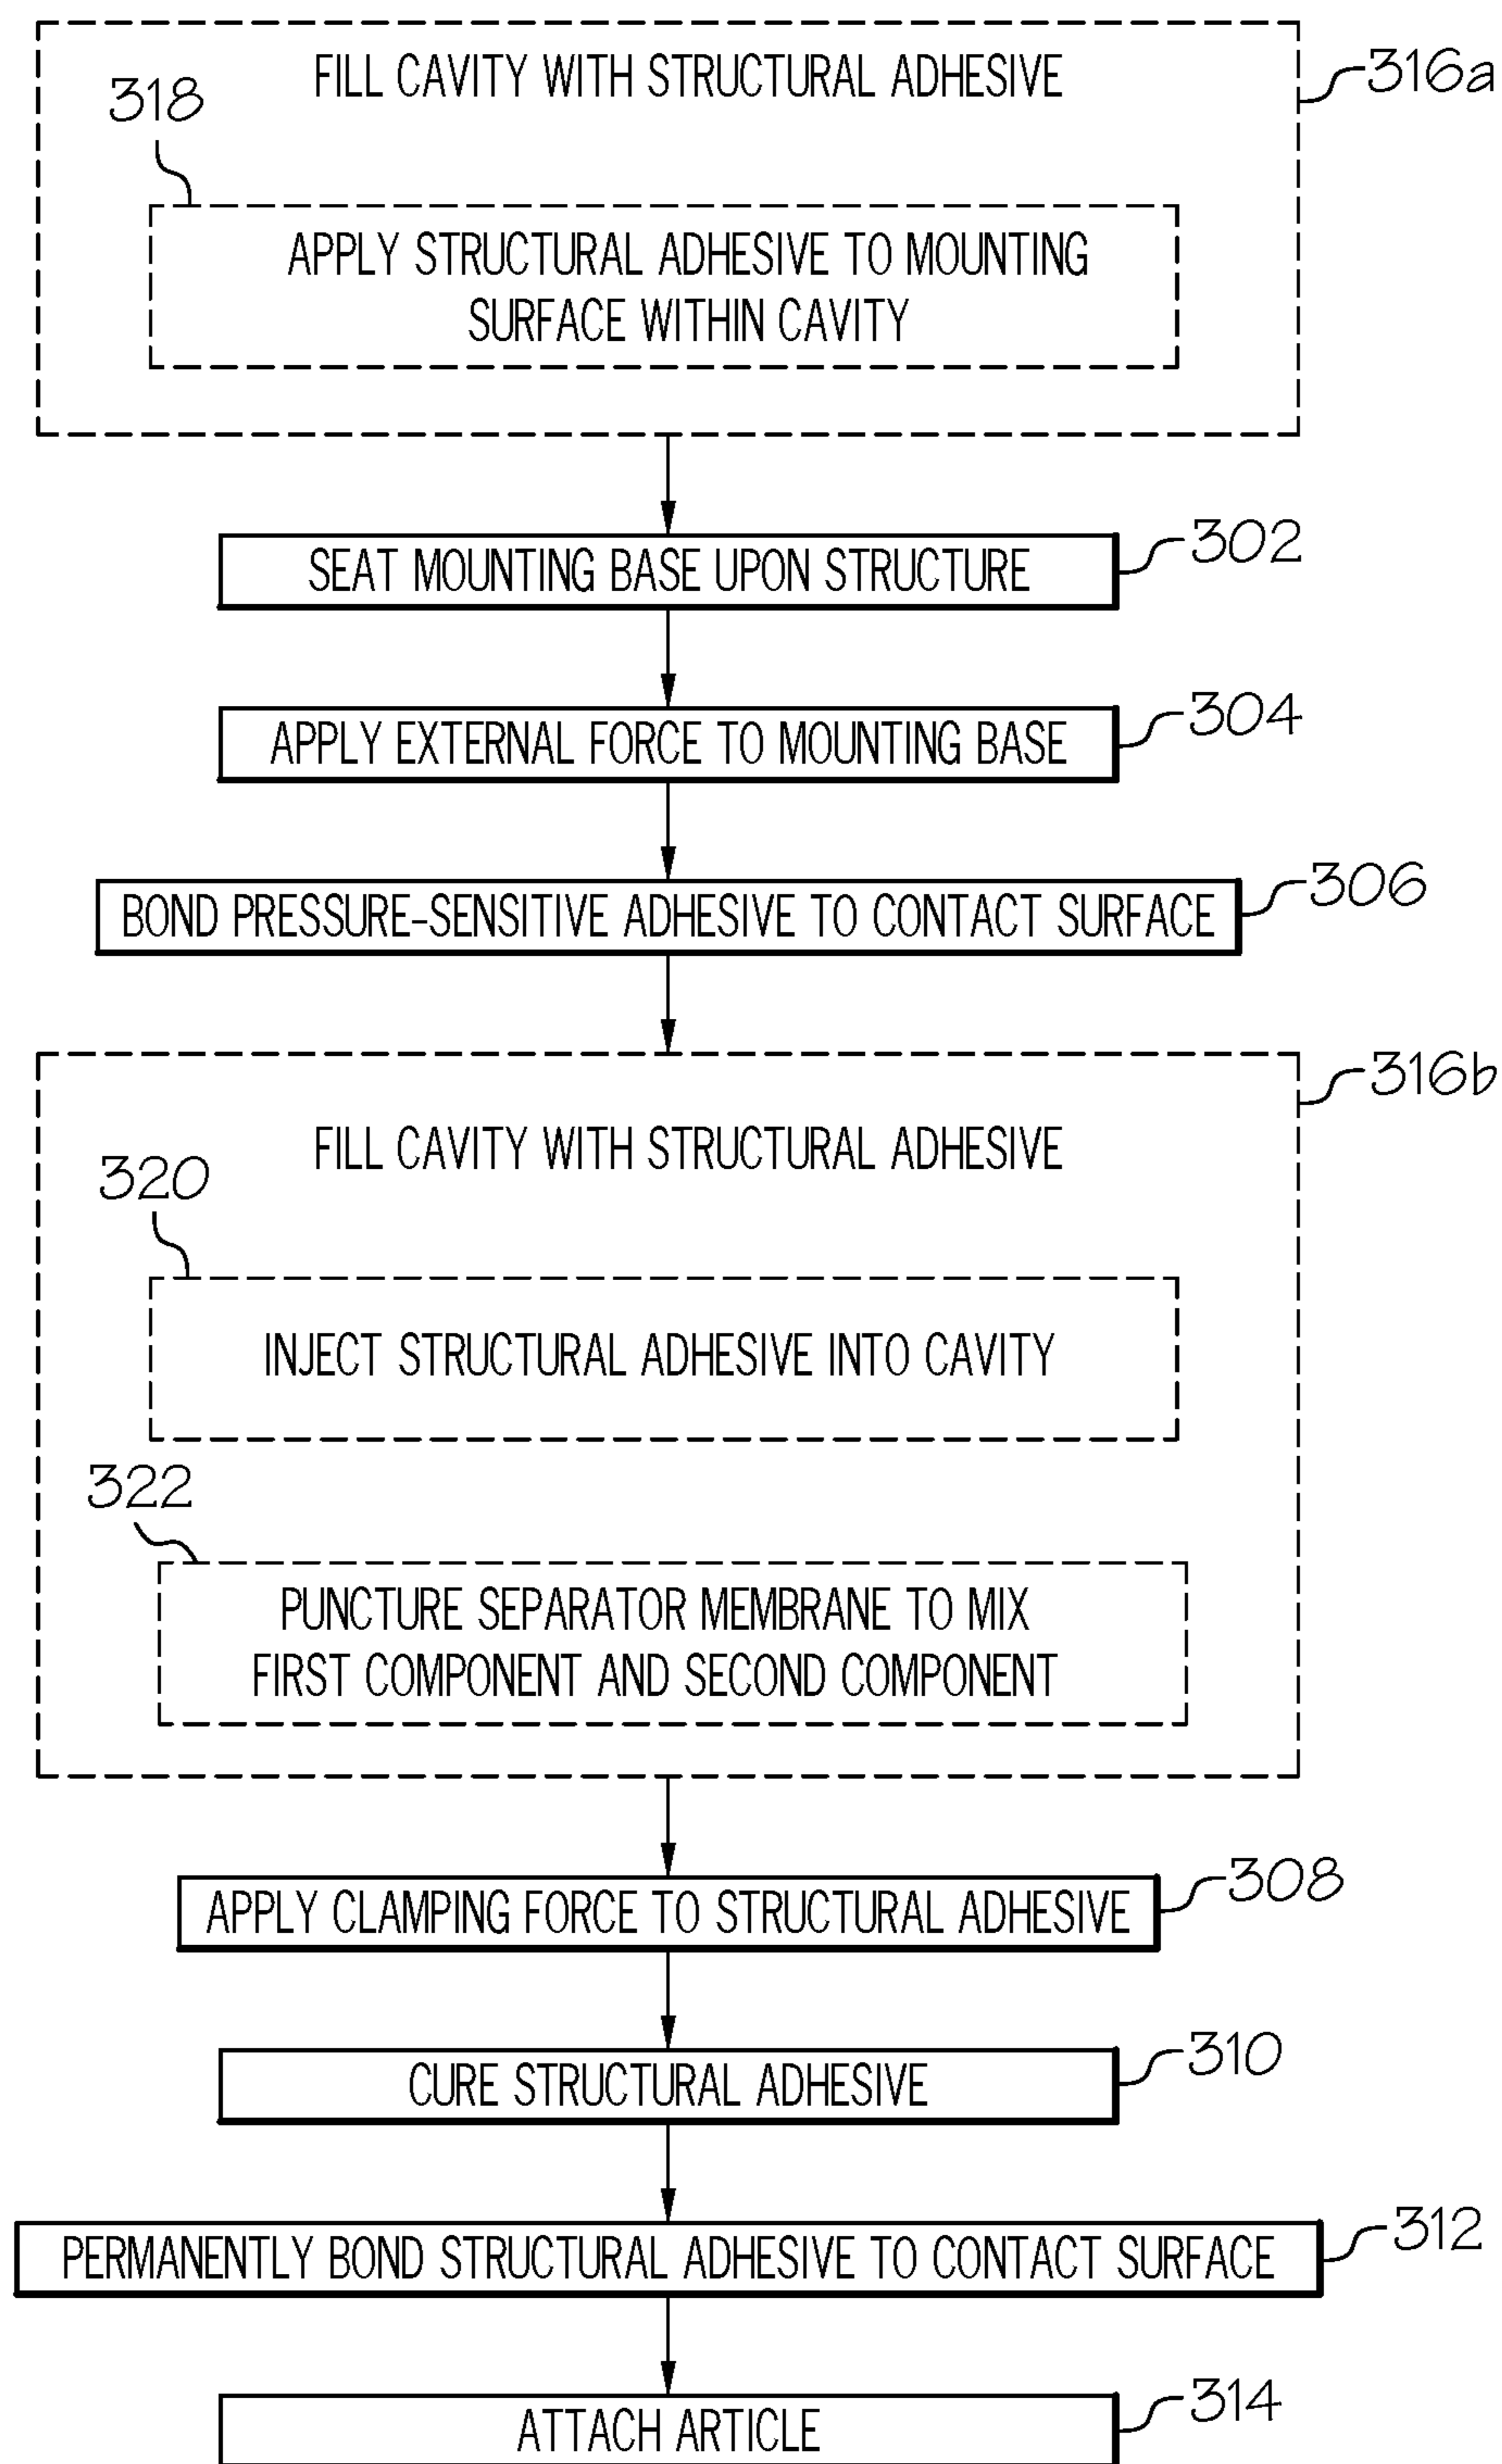 FILL CAVITY WITH STRUCTURAL ADHESIVE
316a
318
APPLY STRUCTURAL ADHESIVE TO MOUNTING
SURFACE WITHIN CAVITY
SEAT MOUNTING BASE UPON STRUCTURE
302
APPLY EXTERNAL FORCE TO MOUNTING BASE
304
BOND PRESSURE-SENSITIVE ADHESIVE TO CONTACT SURFACE
306
316b
FILL CAVITY WITH STRUCTURAL ADHESIVE
320
INJECT STRUCTURAL ADHESIVE INTO CAVITY
322
PUNCTURE SEPARATOR MEMBRANE TO MIX
FIRST COMPONENT AND SECOND COMPONENT
APPLY CLAMPING FORCE TO STRUCTURAL ADHESIVE
308
CURE STRUCTURAL ADHESIVE
310
PERMANENTLY BOND STRUCTURAL ADHESIVE TO CONTACT SURFACE
312
ATTACH ARTICLE
314